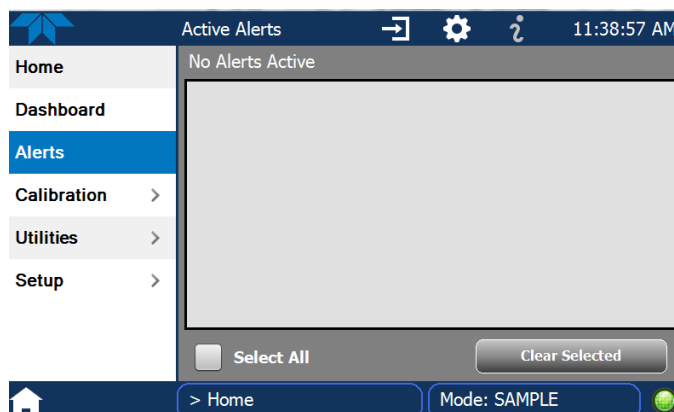 Active Alerts
11:38:57 AM
Home
No Alerts Active
Dashboard
Alerts
Calibration
Utilities
Setup
Select All
Clear Selected
> Home
Mode: SAMPLE